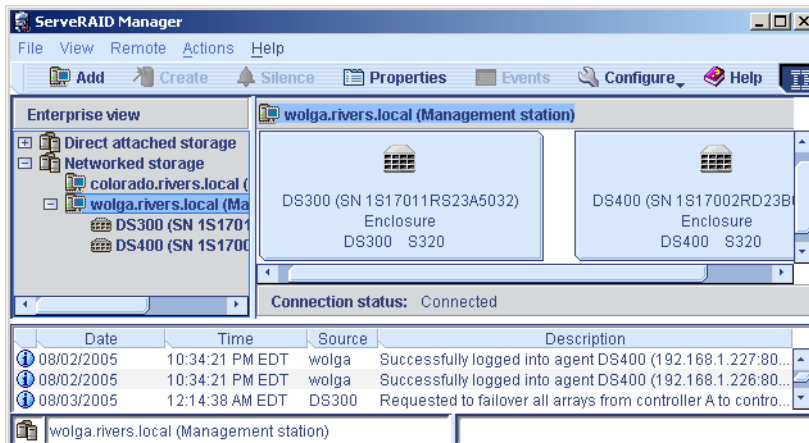 ServeRAID Manager
File View Remote Actions Help
Add Create Silence Properties Events Configure Help
Enterprise view
Direct attached storage
Networked storage
colorado.rivers.local (
wolga.rivers.local (Ma
DS300 (SN 1S1701
DS400 (SN 1S1700
wolga.rivers.local (Management station)
DS300 (SN 1S17011RS23A5032)
Enclosure
DS300 S320
DS400 (SN 1S17002RD23B
Enclosure
DS400 S320
Connection status: Connected
Date Time Source Description
08/02/2005 10:34:21 PM EDT wolga Successfully logged into agent DS400 (192.168.1.227:80...
08/02/2005 10:34:21 PM EDT wolga Successfully logged into agent DS400 (192.168.1.226:80...
08/03/2005 12:14:38 AM EDT DS300 Requested to failover all arrays from controller A to contro...
wolga.rivers.local (Management station)